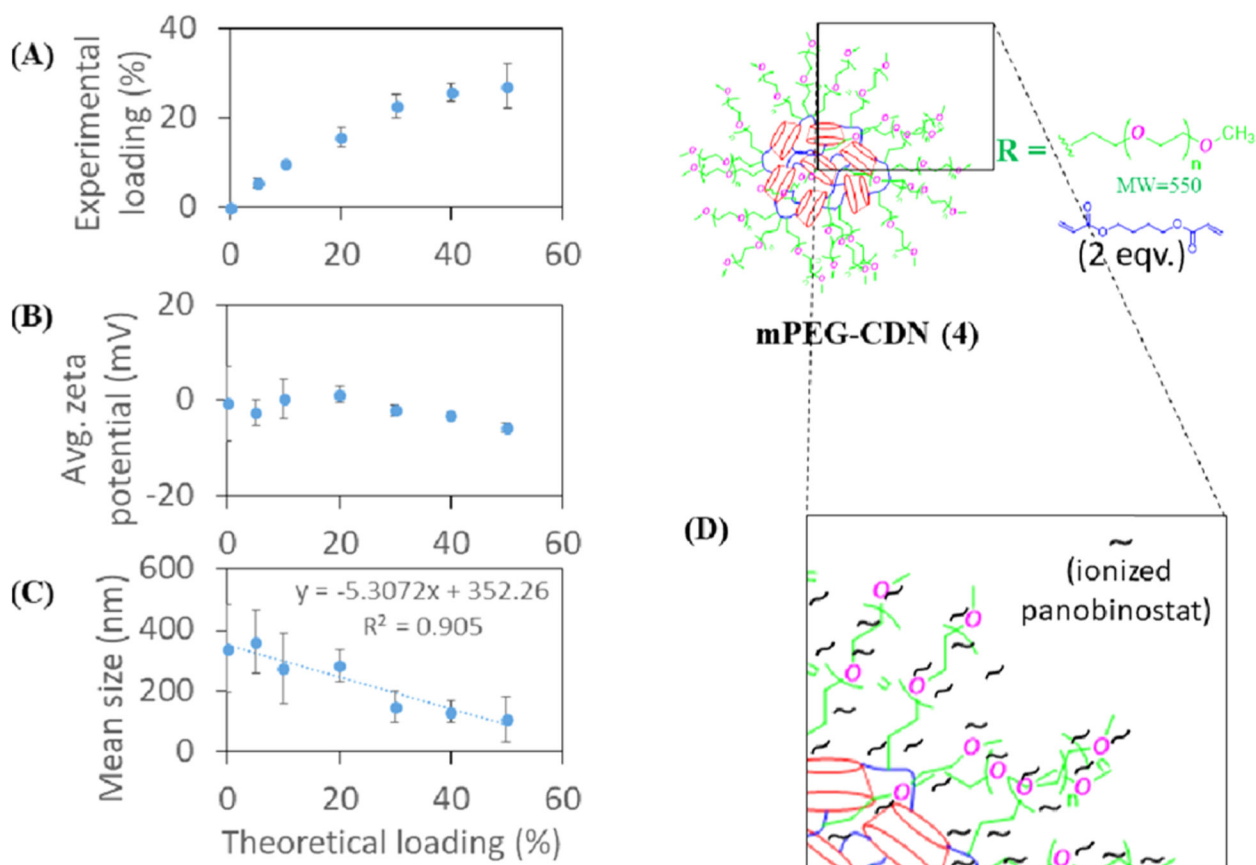 (A)
Experimental
loading (%)
40
20
0
0 20 40 60
(B)
Avg. zeta
potential (mV)
20
0
-20
0 20 40 60
(C)
Mean size (nm)
600
400
200
0
y = -5.3072x + 352.26
R² = 0.905
0 20 40 60
Theoretical loading (%)
R =
O
n
O
CH₃
MW=550
O
O
O
O
(2 eqv.)
mPEG-CDN (4)
(D)
~
(ionized
panobinostat)
O
O
n
O
O
n
O
O
O
O
O
O
n
O
O